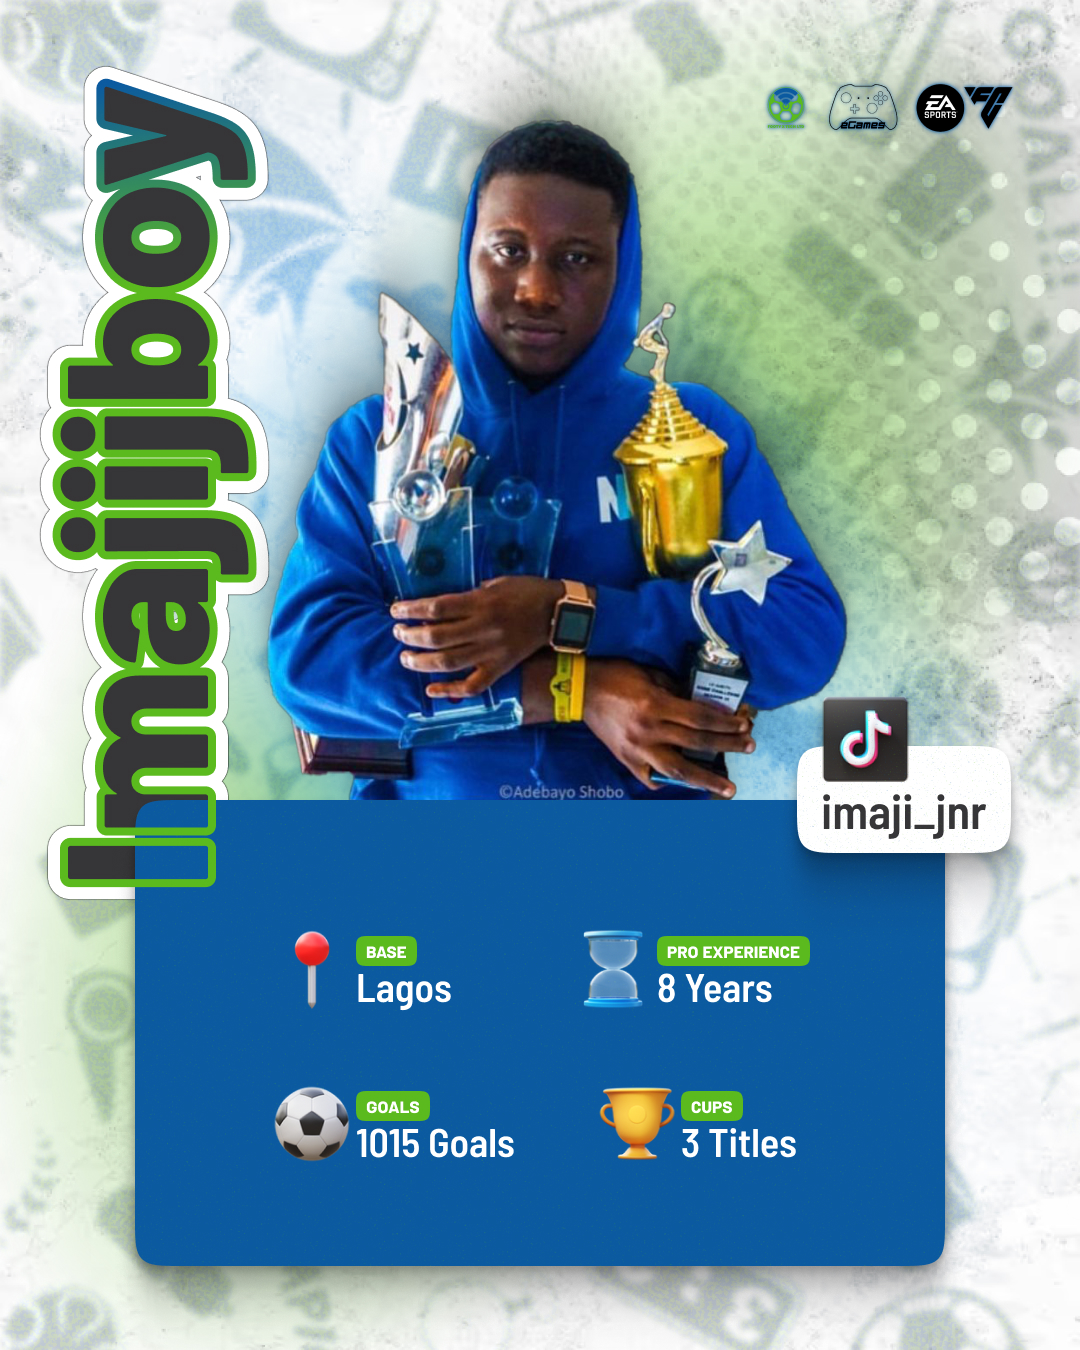 Imajijboy
eGames
EA
SPORTS
FC
N
©Adebayo Shobo
imaji_jnr
BASE
Lagos
PRO EXPERIENCE
8 Years
GOALS
1015 Goals
CUPS
3 Titles